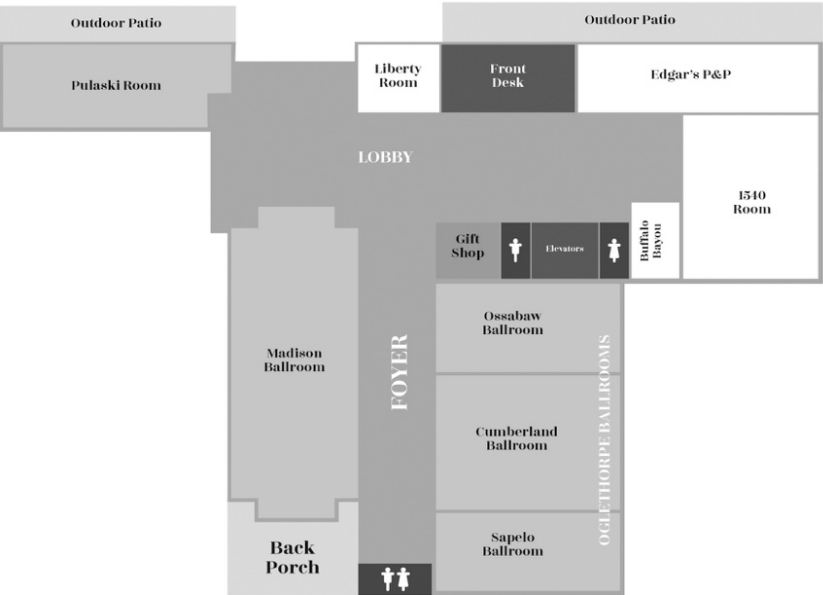 Outdoor Patio
Outdoor Patio
Pulaski Room
Liberty
Room
Front
Desk
Edgar's P&P
LOBBY
1540
Room
Gift
Shop
Elevators
Buffalo
Bayou
Ossabaw
Ballroom
Madison
Ballroom
FOYER
OGLETHORPE BALLROOMS
Cumberland
Ballroom
Sapelo
Ballroom
Back
Porch